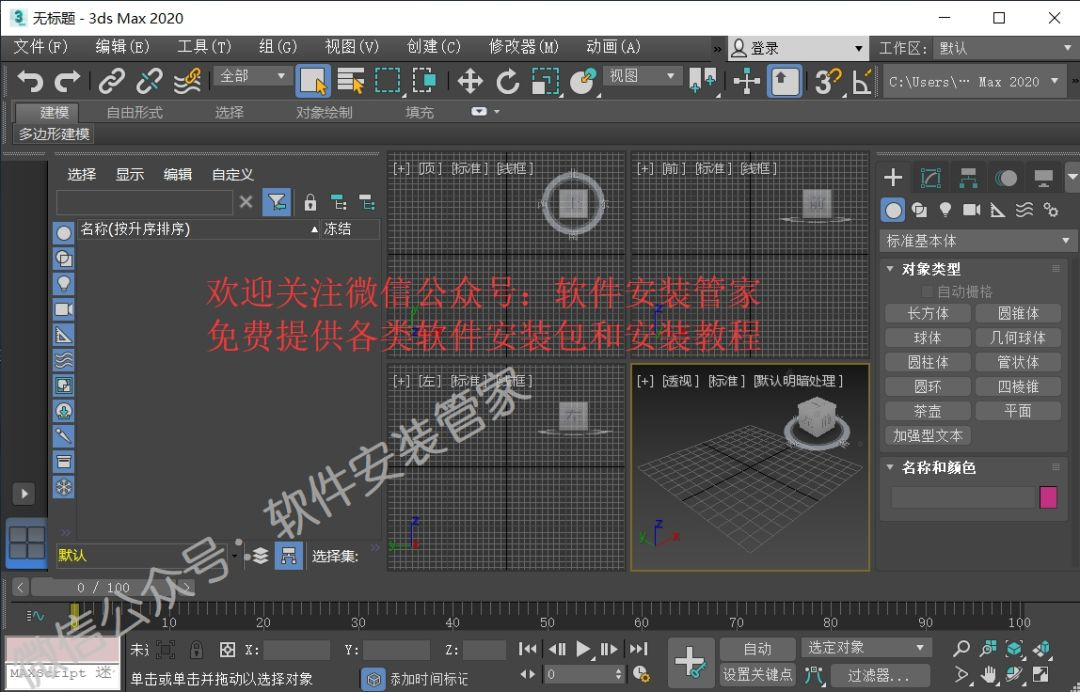 无标题 - 3ds Max 2020
文件(F) 编辑(E) 工具(T) 组(G) 视图(V) 创建(C) 修改器(M) 动画(A) » 登录 工作区: 默认
全部 视图 3 C:\Users\… Max 2020
建模 自由形式 选择 对象绘制 填充
多边形建模
选择 显示 编辑 自定义
名称(按升序排序) 冻结
[+] [顶] [标准] [线框]
[+] [前] [标准] [线框]
标准基本体
对象类型
自动栅格
长方体 圆锥体
球体 几何球体
圆柱体 管状体
圆环 四棱锥
茶壶 平面
加强型文本
名称和颜色
欢迎关注微信公众号：软件安装管家
免费提供各类软件安装包和安装教程
[+] [左] [标准] [线框]
[+] [透视] [标准] [默认明暗处理]
微信公众号：软件安装管家
默认 选择集:
0 / 100
10 20 30 40 50 60 70 80 90 100
未 X: Y: Z: 自动 选定对象
MAXScript 迷 单击或单击并拖动以选择对象 添加时间标记 0 设置关键点 过滤器...